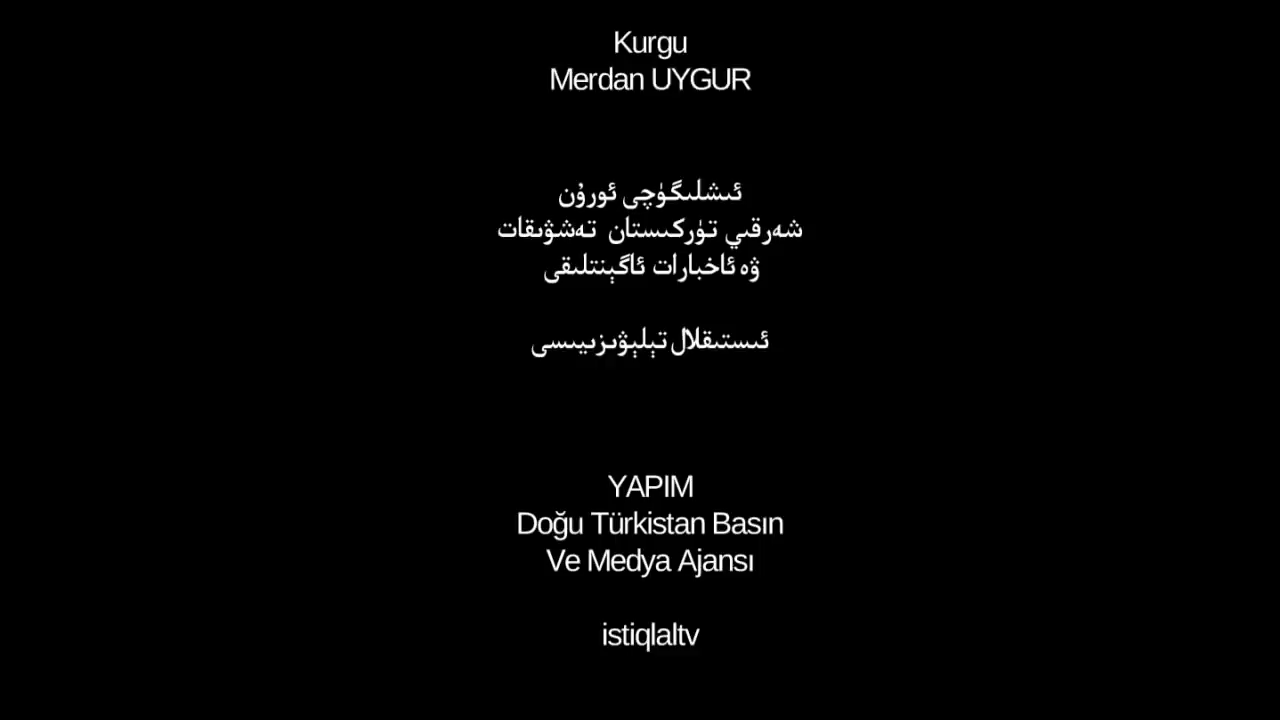 Kurgu
Merdan UYGUR
ئىشلىگۈچى ئورۇن
شەرقىي تۈركىستان تەشۋىقات
ۋە ئاخبارات ئاگېنتلىقى
ئىستىقلال تېلېۋىزىيىسى
YAPIM
Doğu Türkistan Basın
Ve Medya Ajansı
istiqlaltv